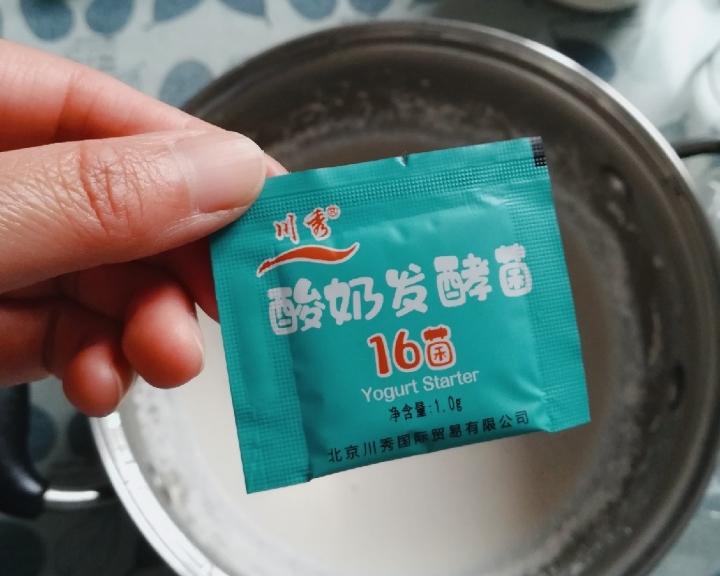 川秀®
酸奶发酵菌
16菌
Yogurt Starter
净含量:1.0g
北京川秀国际贸易有限公司